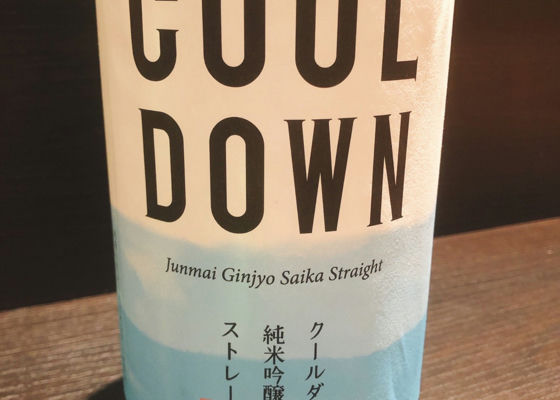 COOL
DOWN
Junmai Ginjyo Saika Straight
クールダ
純米吟醸
ストレー